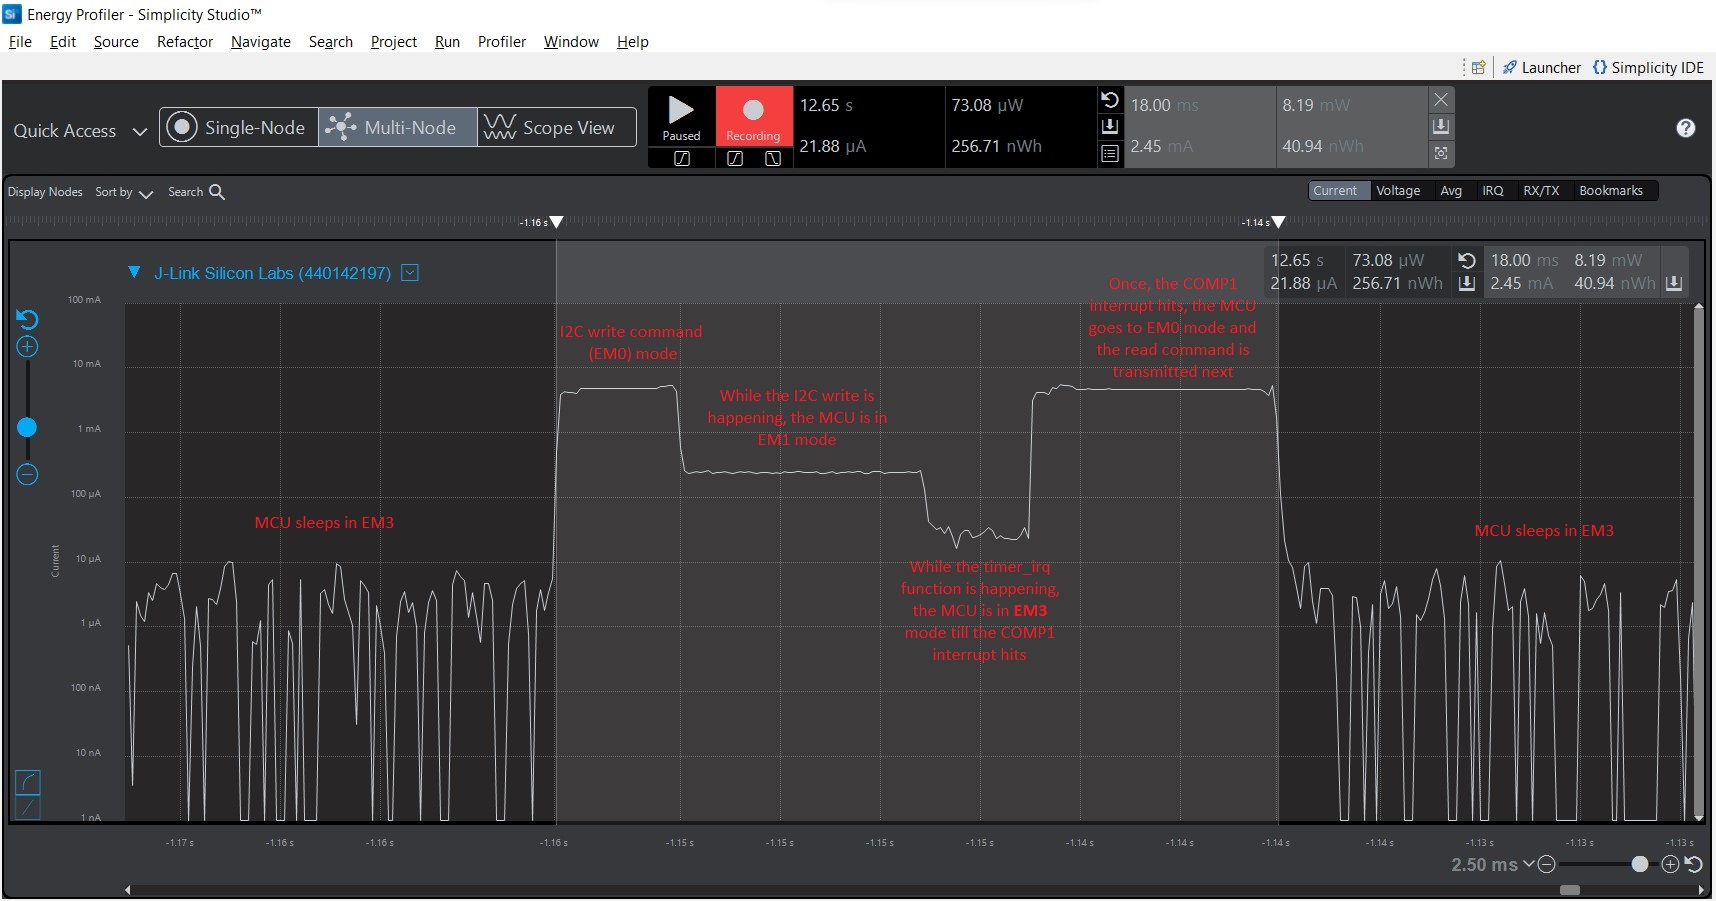 Energy Profiler - Simplicity Studio™
File Edit Source Refactor Navigate Search Project Run Profiler Window Help
Launcher Simplicity IDE
Quick Access Single-Node Multi-Node Scope View
Paused Recording
12.65 s 73.08 µW 18.00 ms 8.19 mW
21.88 µA 256.71 nWh 2.45 mA 40.94 nWh
Display Nodes Sort by Search
Current Voltage Avg IRQ RX/TX Bookmarks
-1.16 s -1.14 s
J-Link Silicon Labs (440142197)
12.65 s 73.08 µW 18.00 ms 8.19 mW
21.88 µA 256.71 nWh 2.45 mA 40.94 nWh
100 mA
10 mA
1 mA
100 µA
10 µA
1 µA
100 nA
10 nA
1 nA
Current
MCU sleeps in EM3
I2C write command
(EM0) mode
While the I2C write is
happening, the MCU is in
EM1 mode
While the timer_irq
function is happening,
the MCU is in EM3
mode till the COMP1
interrupt hits
Once, the COMP1
interrupt hits, the MCU
goes to EM0 mode and
the read command is
transmitted next
MCU sleeps in EM3
-1.17 s -1.16 s -1.16 s -1.16 s -1.15 s -1.15 s -1.15 s -1.15 s -1.14 s -1.14 s -1.14 s -1.14 s -1.13 s -1.13 s -1.13 s
2.50 ms